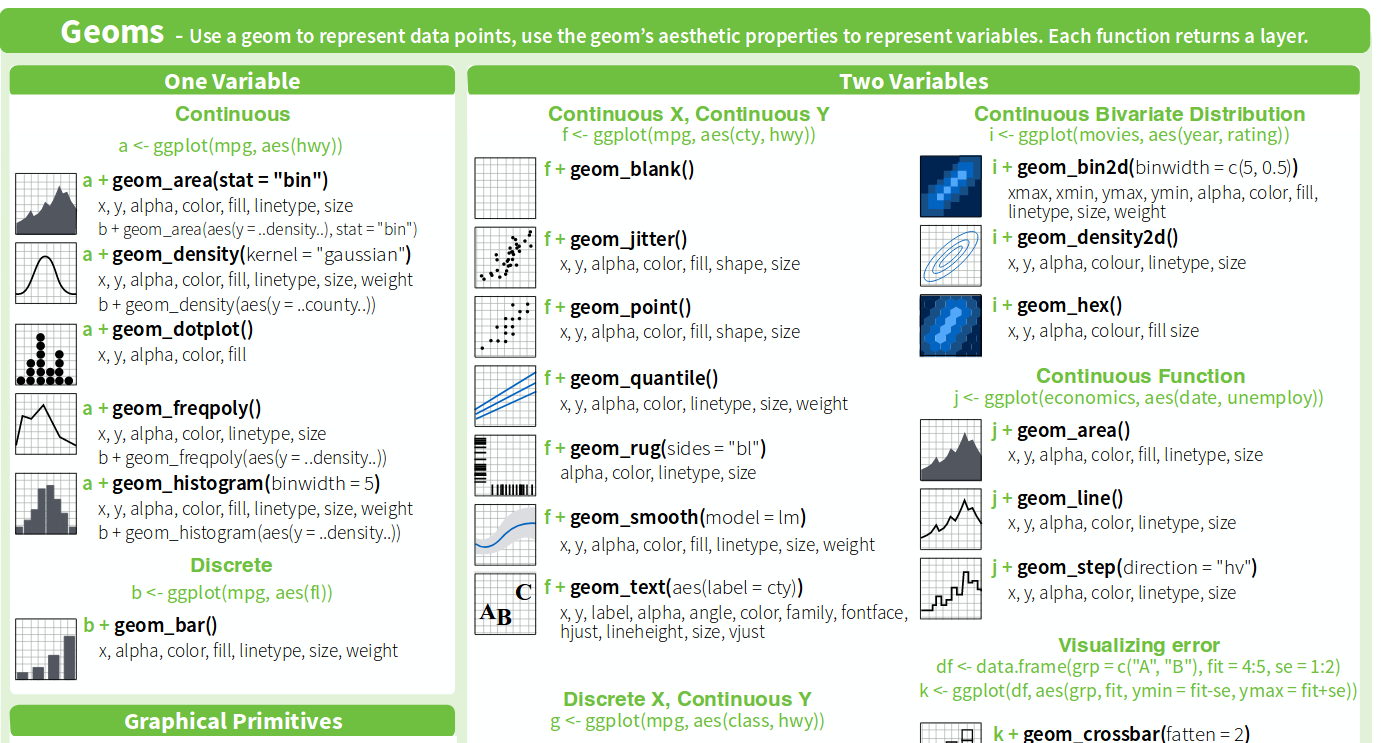 Geoms - Use a geom to represent data points, use the geom's aesthetic properties to represent variables. Each function returns a layer.
One Variable
Continuous
a <- ggplot(mpg, aes(hwy))
a + geom_area(stat = "bin")
x, y, alpha, color, fill, linetype, size
b + geom_area(aes(y = ..density..), stat = "bin")
a + geom_density(kernel = "gaussian")
x, y, alpha, color, fill, linetype, size, weight
b + geom_density(aes(y = ..county..))
a + geom_dotplot()
x, y, alpha, color, fill
a + geom_freqpoly()
x, y, alpha, color, linetype, size
b + geom_freqpoly(aes(y = ..density..))
a + geom_histogram(binwidth = 5)
x, y, alpha, color, fill, linetype, size, weight
b + geom_histogram(aes(y = ..density..))
Discrete
b <- ggplot(mpg, aes(fl))
b + geom_bar()
x, alpha, color, fill, linetype, size, weight
Graphical Primitives
Two Variables
Continuous X, Continuous Y
f <- ggplot(mpg, aes(cty, hwy))
f + geom_blank()
f + geom_jitter()
x, y, alpha, color, fill, shape, size
f + geom_point()
x, y, alpha, color, fill, shape, size
f + geom_quantile()
x, y, alpha, color, linetype, size, weight
f + geom_rug(sides = "bl")
alpha, color, linetype, size
f + geom_smooth(model = lm)
x, y, alpha, color, fill, linetype, size, weight
C
AB
f + geom_text(aes(label = cty))
x, y, label, alpha, angle, color, family, fontface,
hjust, lineheight, size, vjust
Discrete X, Continuous Y
g <- ggplot(mpg, aes(class, hwy))
Continuous Bivariate Distribution
i <- ggplot(movies, aes(year, rating))
i + geom_bin2d(binwidth = c(5, 0.5))
xmax, xmin, ymax, ymin, alpha, color, fill,
linetype, size, weight
i + geom_density2d()
x, y, alpha, colour, linetype, size
i + geom_hex()
x, y, alpha, colour, fill size
Continuous Function
j <- ggplot(economics, aes(date, unemploy))
j + geom_area()
x, y, alpha, color, fill, linetype, size
j + geom_line()
x, y, alpha, color, linetype, size
j + geom_step(direction = "hv")
x, y, alpha, color, linetype, size
Visualizing error
df <- data.frame(grp = c("A", "B"), fit = 4:5, se = 1:2)
k <- ggplot(df, aes(grp, fit, ymin = fit-se, ymax = fit+se))
k + geom_crossbar(fatten = 2)